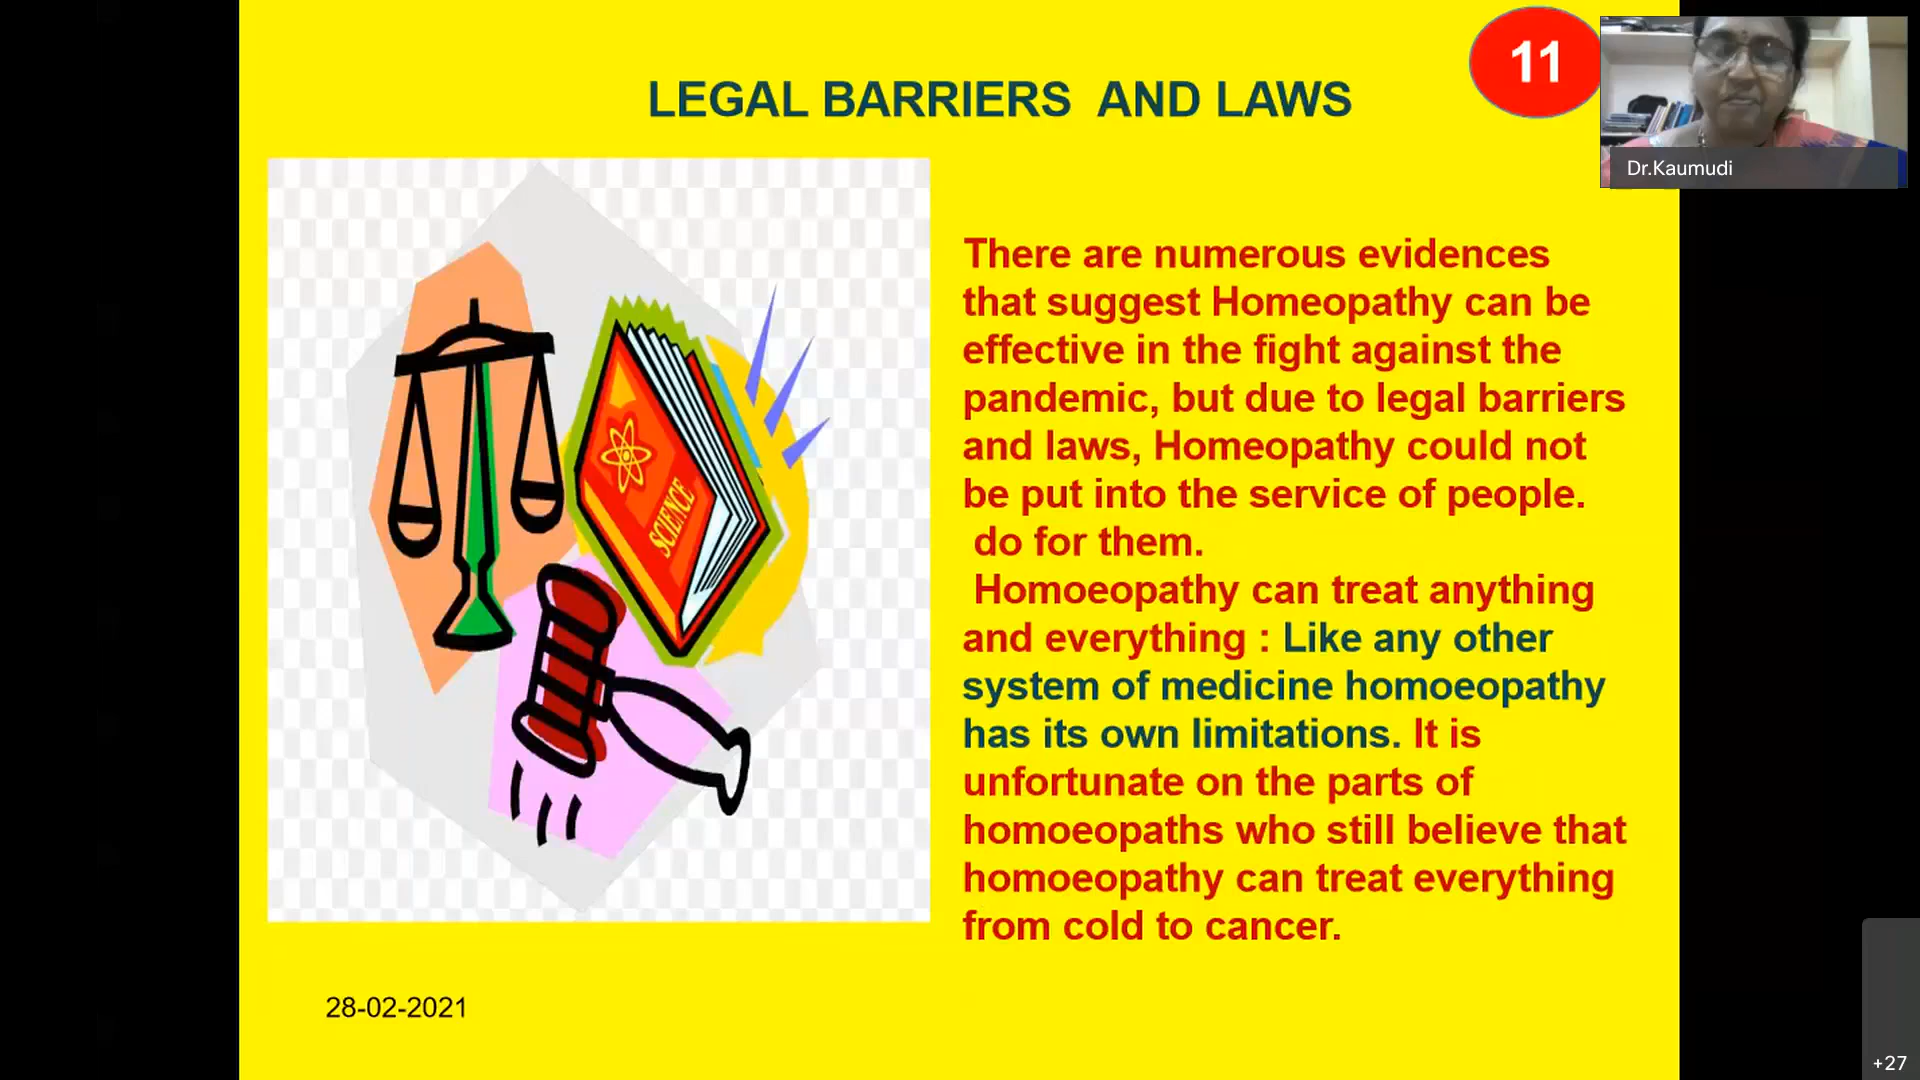 11
LEGAL BARRIERS AND LAWS
Dr.Kaumudi
There are numerous evidences
that suggest Homeopathy can be
effective in the fight against the
pandemic, but due to legal barriers
and laws, Homeopathy could not
be put into the service of people.
do for them.
Homoeopathy can treat anything
and everything : Like any other
system of medicine homoeopathy
has its own limitations. It is
unfortunate on the parts of
homoeopaths who still believe that
homoeopathy can treat everything
from cold to cancer.
SCIENCE
28-02-2021
+27